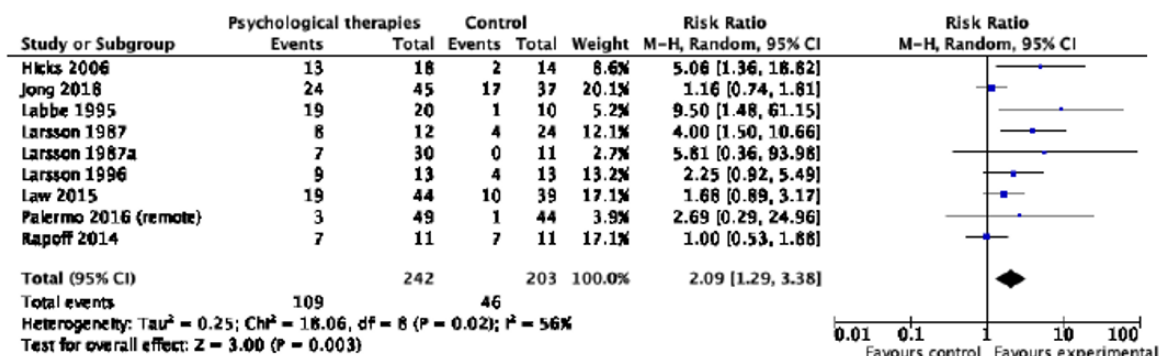 Psychological therapies Control Risk Ratio Risk Ratio
Study or Subgroup Events Total Events Total Weight M-H, Random, 95% CI M-H, Random, 95% CI
Hicks 2006 13 18 2 14 8.6% 5.06 [1.36, 18.82]
Jong 2018 24 45 17 37 20.1% 1.16 [0.74, 1.81]
Labbe 1995 19 20 1 10 5.2% 9.50 [1.48, 61.15]
Larsson 1987 8 12 4 24 12.1% 4.00 [1.50, 10.66]
Larsson 1987a 7 30 0 11 2.7% 5.81 [0.36, 93.98]
Larsson 1996 9 13 4 13 13.2% 2.25 [0.92, 5.49]
Law 2015 19 44 10 39 17.1% 1.68 [0.89, 3.17]
Palermo 2016 (remote) 3 49 1 44 3.9% 2.69 [0.29, 24.96]
Rapoff 2014 7 11 7 11 17.1% 1.00 [0.53, 1.88]
Total (95% CI) 242 203 100.0% 2.09 [1.29, 3.38]
Total events 109 46
Heterogeneity: Tau² = 0.25; Chi² = 18.06, df = 8 (P = 0.02); I² = 56%
Test for overall effect: Z = 3.00 (P = 0.003)
0.01 0.1 1 10 100
Favours control Favours experimental